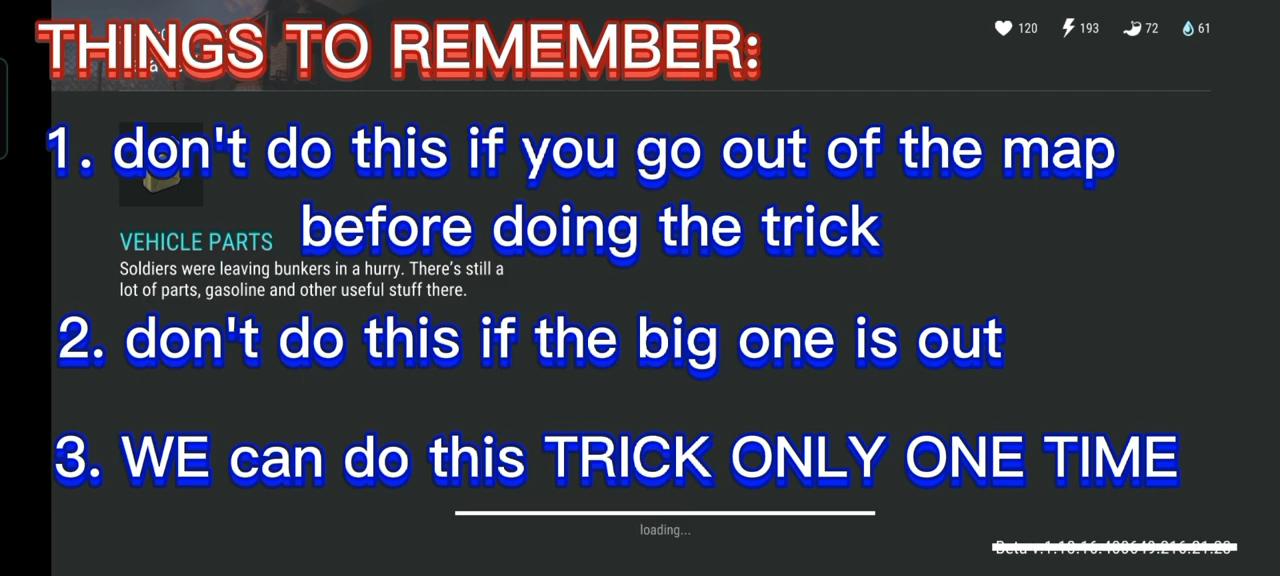 THINGS TO REMEMBER:
120 193 72 61
1. don't do this if you go out of the map
before doing the trick
VEHICLE PARTS
Soldiers were leaving bunkers in a hurry. There's still a
lot of parts, gasoline and other useful stuff there.
2. don't do this if the big one is out
3. WE can do this TRICK ONLY ONE TIME
loading...